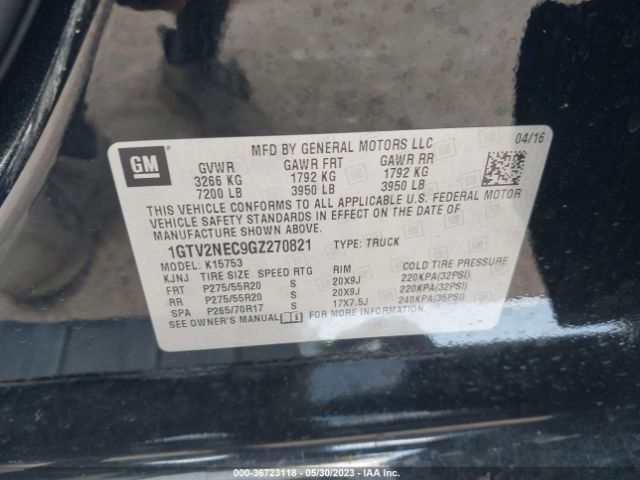 GM
MFD BY GENERAL MOTORS LLC
04/16
GVWR GAWR FRT GAWR RR
3266 KG 1792 KG 1792 KG
7200 LB 3950 LB 3950 LB
THIS VEHICLE CONFORMS TO ALL APPLICABLE U.S. FEDERAL MOTOR
VEHICLE SAFETY STANDARDS IN EFFECT ON THE DATE OF
MANUFACTURE SHOWN ABOVE.
1GTV2NEC9GZ270821 TYPE: TRUCK
MODEL: K15753
KJNJ TIRE SIZE SPEED RTG RIM COLD TIRE PRESSURE
FRT P275/55R20 S 20X9J 220KPA(32PSI)
RR P275/55R20 S 20X9J 220KPA(32PSI)
SPA P265/70R17 S 17X7.5J 240KPA(35PSI)
SEE OWNER'S MANUAL FOR MORE INFORMATION.
000-36723118 — 05/30/2023 — IAA Inc.